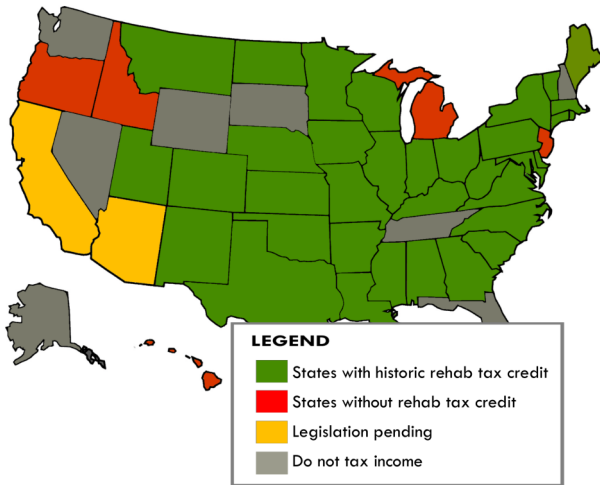 LEGEND
States with historic rehab tax credit
States without rehab tax credit
Legislation pending
Do not tax income